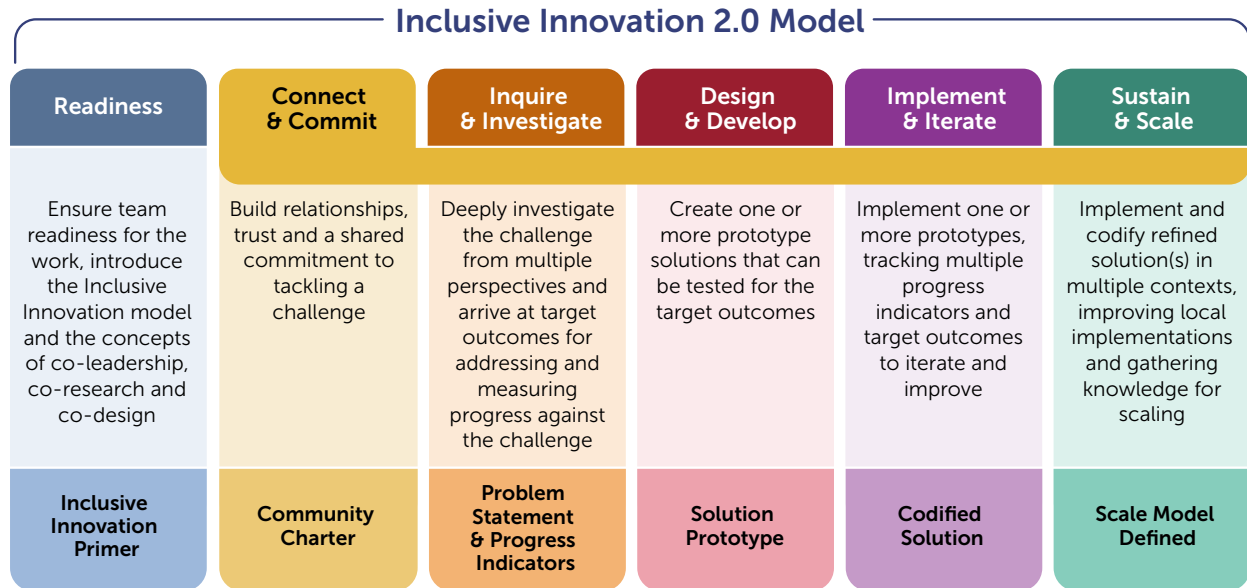 Inclusive Innovation 2.0 Model
Readiness
Ensure team
readiness for the
work, introduce
the Inclusive
Innovation model
and the concepts
of co-leadership,
co-research and
co-design
Inclusive
Innovation
Primer
Connect
& Commit
Build relationships,
trust and a shared
commitment to
tackling a
challenge
Community
Charter
Inquire
& Investigate
Deeply investigate
the challenge
from multiple
perspectives and
arrive at target
outcomes for
addressing and
measuring
progress against
the challenge
Problem
Statement
& Progress
Indicators
Design
& Develop
Create one or
more prototype
solutions that can
be tested for the
target outcomes
Solution
Prototype
Implement
& Iterate
Implement one or
more prototypes,
tracking multiple
progress
indicators and
target outcomes
to iterate and
improve
Codified
Solution
Sustain
& Scale
Implement and
codify refined
solution(s) in
multiple contexts,
improving local
implementations
and gathering
knowledge for
scaling
Scale Model
Defined